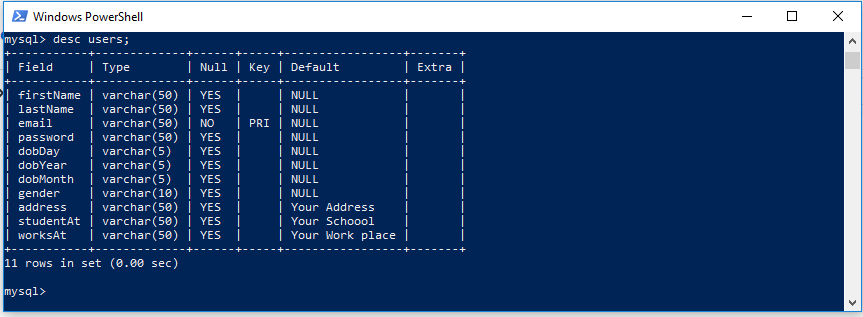 Windows PowerShell
mysql> desc users;
+-----------+-------------+------+-----+-----------------+-------+
| Field     | Type        | Null | Key | Default         | Extra |
+-----------+-------------+------+-----+-----------------+-------+
| firstName | varchar(50) | YES  |     | NULL            |       |
| lastName  | varchar(50) | YES  |     | NULL            |       |
| email     | varchar(50) | NO   | PRI | NULL            |       |
| password  | varchar(50) | YES  |     | NULL            |       |
| dobDay    | varchar(5)  | YES  |     | NULL            |       |
| dobYear   | varchar(5)  | YES  |     | NULL            |       |
| dobMonth  | varchar(5)  | YES  |     | NULL            |       |
| gender    | varchar(10) | YES  |     | NULL            |       |
| address   | varchar(50) | YES  |     | Your Address    |       |
| studentAt | varchar(50) | YES  |     | Your Schoool    |       |
| worksAt   | varchar(50) | YES  |     | Your Work place |       |
+-----------+-------------+------+-----+-----------------+-------+
11 rows in set (0.00 sec)
mysql>